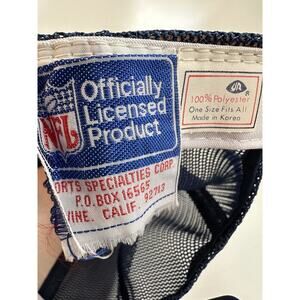 NFL
Officially
Licensed
Product
ORTS SPECIALTIES CORP.
P.O.BOX 16565
VINE. CALIF. 92713
100% Polyester
One Size Fits All
Made in Korea